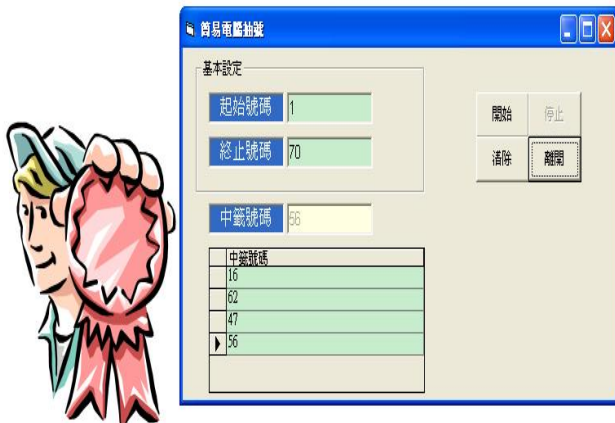 簡易電腦抽號
基本設定
起始號碼 1
終止號碼 70
開始 停止
清除 離開
中籤號碼 56
中籤號碼
16
62
47
56